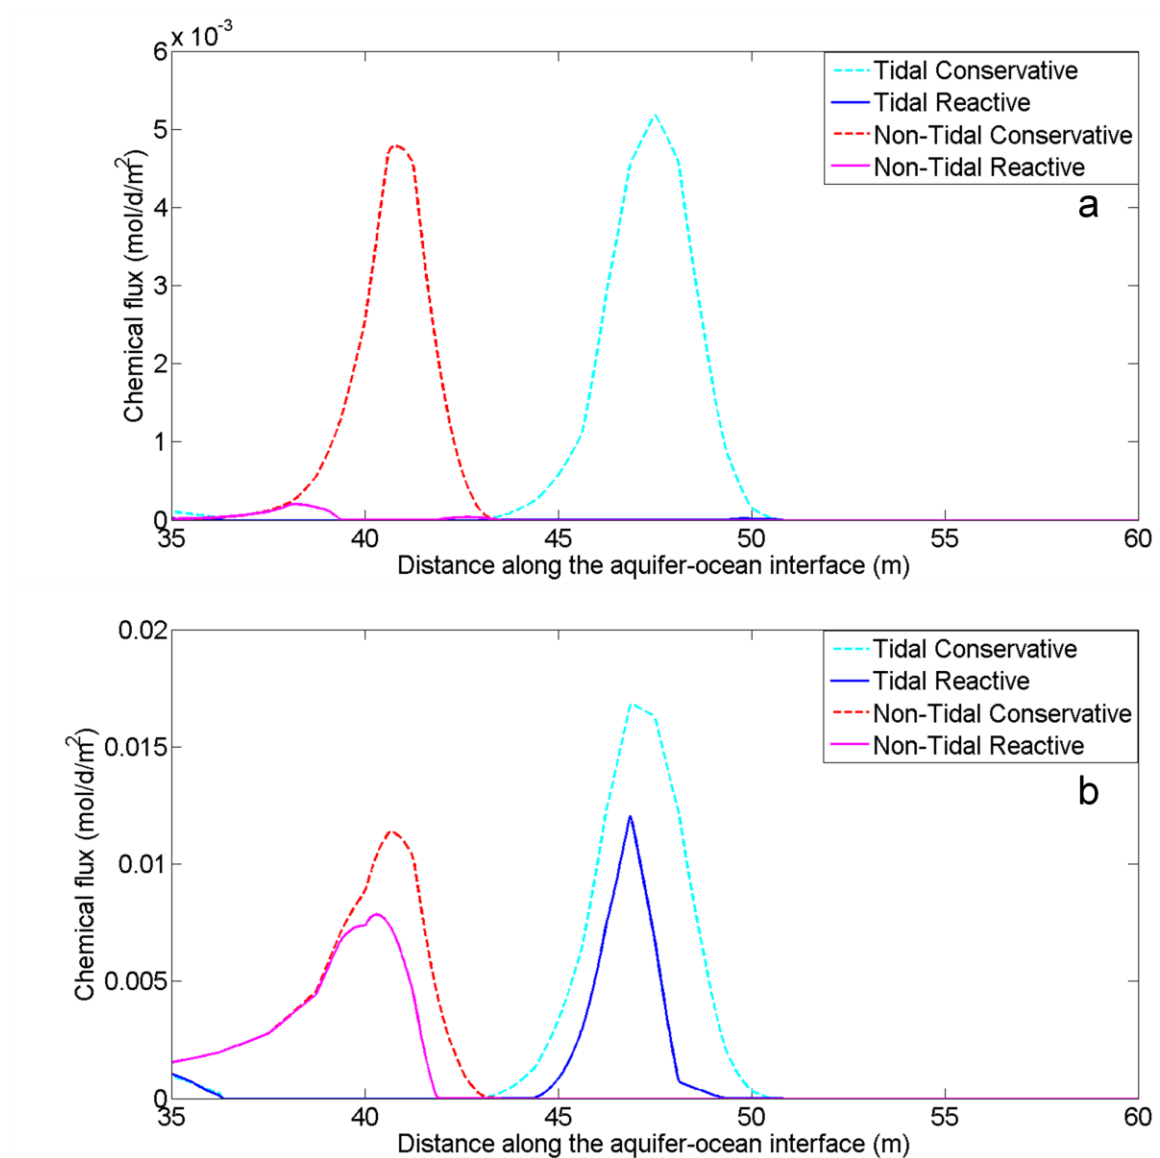 x 10⁻³
6
5
4
3
2
1
0
Chemical flux (mol/d/m²)
Tidal Conservative
Tidal Reactive
Non-Tidal Conservative
Non-Tidal Reactive
a
35 40 45 50 55 60
Distance along the aquifer-ocean interface (m)
0.02
0.015
0.01
0.005
0
Chemical flux (mol/d/m²)
Tidal Conservative
Tidal Reactive
Non-Tidal Conservative
Non-Tidal Reactive
b
35 40 45 50 55 60
Distance along the aquifer-ocean interface (m)